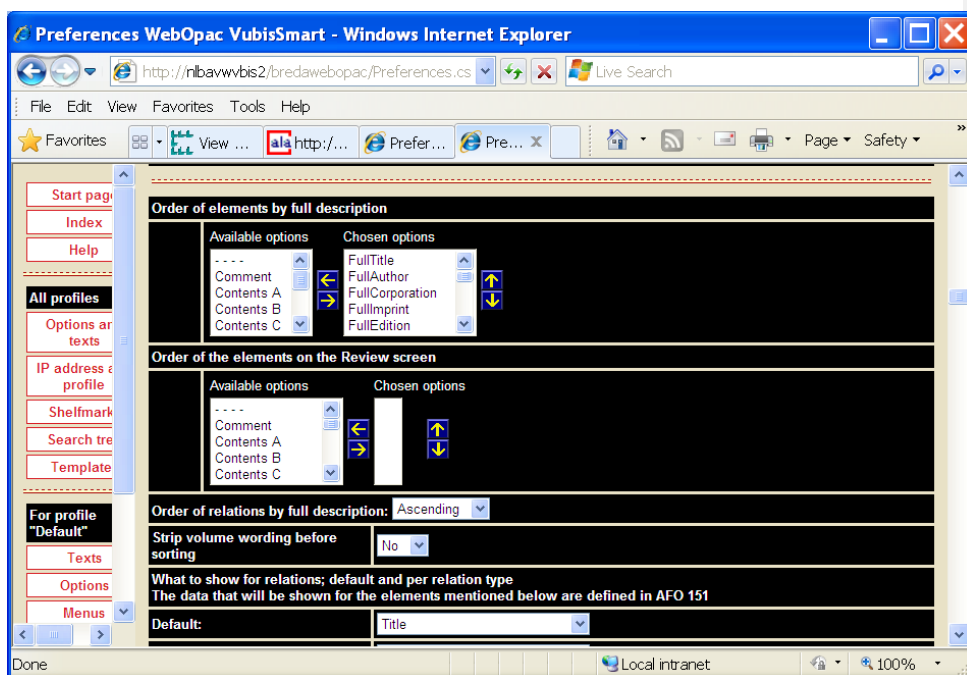 Preferences WebOpac VubisSmart - Windows Internet Explorer
http://nlbavwvbis2/bredawebopac/Preferences.cs
Live Search
File Edit View Favorites Tools Help
Favorites View ... ala http:/... Prefer... Pre... x Page Safety »
Start page
Index
Help
All profiles
Options an
texts
IP address a
profile
Shelfmark
Search tre
Template
For profile
"Default"
Texts
Options
Menus
Order of elements by full description
Available options Chosen options
- - - -
Comment
Contents A
Contents B
Contents C
FullTitle
FullAuthor
FullCorporation
FullImprint
FullEdition
Order of the elements on the Review screen
Available options Chosen options
- - - -
Comment
Contents A
Contents B
Contents C
Order of relations by full description: Ascending
Strip volume wording before
sorting
No
What to show for relations; default and per relation type
The data that will be shown for the elements mentioned below are defined in AFO 151
Default: Title
Done Local intranet 100%